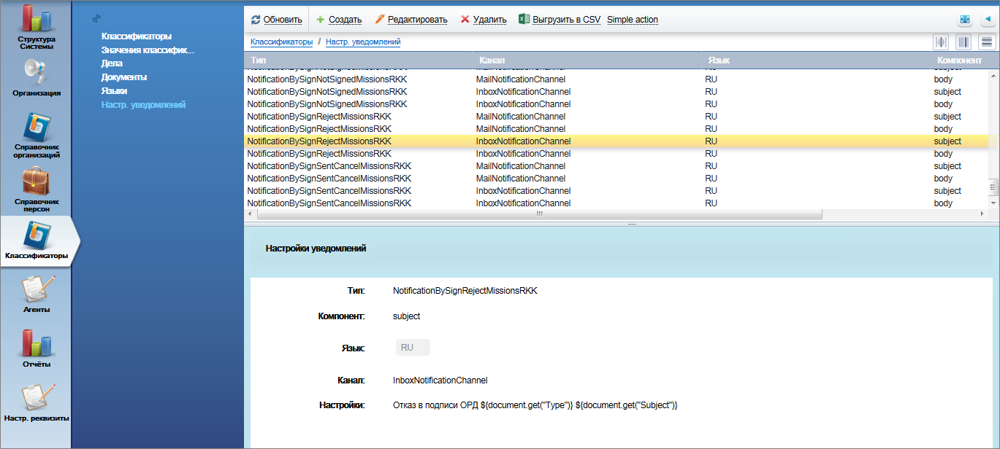 Структура
Системы
Организация
Справочник
организаций
Справочник
персон
Классификаторы
Агенты
Отчёты
Настр. реквизиты
Классификаторы
Значения классифик...
Дела
Документы
Языки
Настр. уведомлений
Обновить Создать Редактировать Удалить Выгрузить в CSV Simple action
Классификаторы / Настр. уведомлений
Тип Канал Язык Компонент
NotificationBySignNotSignedMissionsRKK MailNotificationChannel RU body
NotificationBySignNotSignedMissionsRKK InboxNotificationChannel RU subject
NotificationBySignNotSignedMissionsRKK InboxNotificationChannel RU body
NotificationBySignRejectMissionsRKK MailNotificationChannel RU subject
NotificationBySignRejectMissionsRKK MailNotificationChannel RU body
NotificationBySignRejectMissionsRKK InboxNotificationChannel RU subject
NotificationBySignRejectMissionsRKK InboxNotificationChannel RU body
NotificationBySignSentCancelMissionsRKK MailNotificationChannel RU subject
NotificationBySignSentCancelMissionsRKK MailNotificationChannel RU body
NotificationBySignSentCancelMissionsRKK InboxNotificationChannel RU subject
NotificationBySignSentCancelMissionsRKK InboxNotificationChannel RU body
Настройки уведомлений
Тип: NotificationBySignRejectMissionsRKK
Компонент: subject
Язык: RU
Канал: InboxNotificationChannel
Настройки: Отказ в подписи ОРД ${document.get("Type")} ${document.get("Subject")}